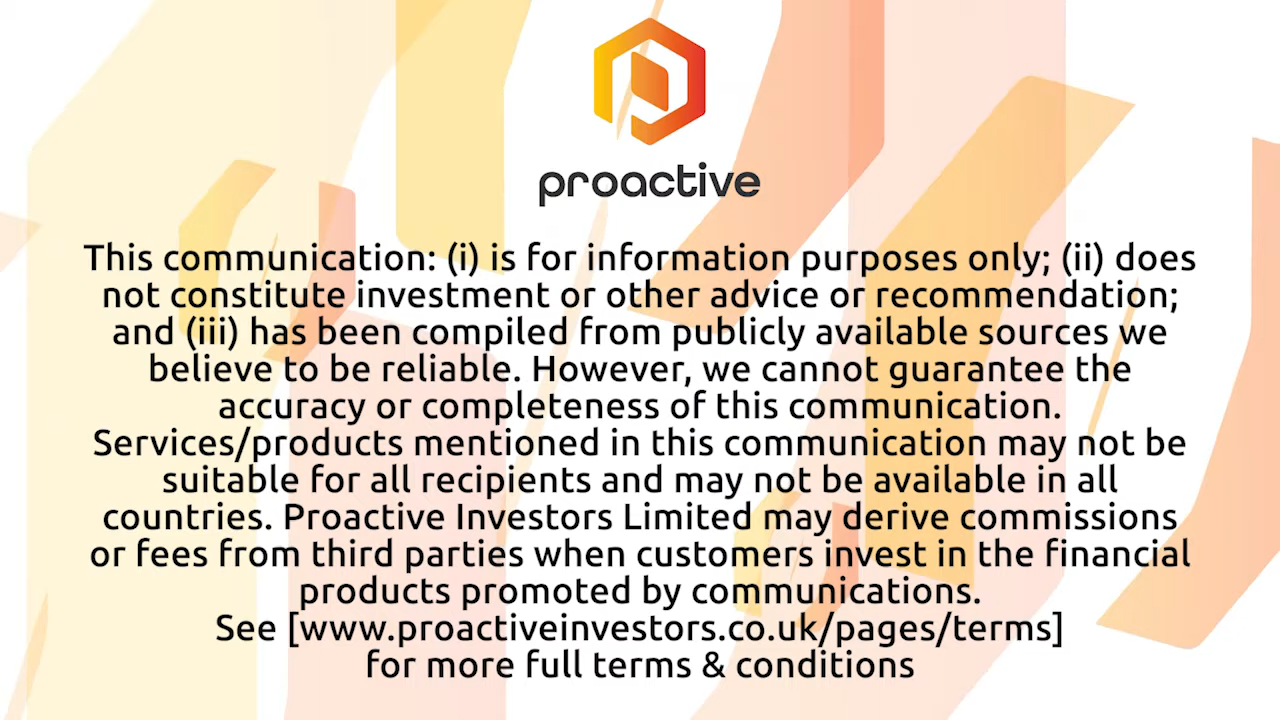 proactive
This communication: (i) is for information purposes only; (ii) does
not constitute investment or other advice or recommendation;
and (iii) has been compiled from publicly available sources we
believe to be reliable. However, we cannot guarantee the
accuracy or completeness of this communication.
Services/products mentioned in this communication may not be
suitable for all recipients and may not be available in all
countries. Proactive Investors Limited may derive commissions
or fees from third parties when customers invest in the financial
products promoted by communications.
See [www.proactiveinvestors.co.uk/pages/terms]
for more full terms & conditions